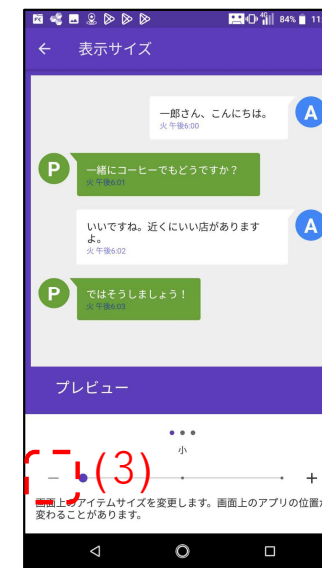 84% 11
表示サイズ
一郎さん、こんにちは。
火 午後6:00
A
P
一緒にコーヒーでもどうですか？
火 午後6:01
いいですね。近くにいい店があります
よ。
火 午後6:02
A
P
ではそうしましょう！
火 午後6:03
プレビュー
小
(3)
画面上のアイテムサイズを変更します。画面上のアプリの位置が
変わることがあります。